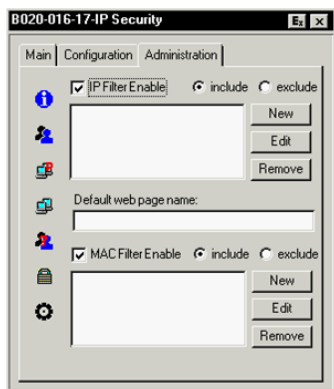 B020-016-17-IP Security
Ex
Main Configuration Administration
IP Filter Enable include exclude
New
Edit
Remove
Default web page name:
MAC Filter Enable include exclude
New
Edit
Remove